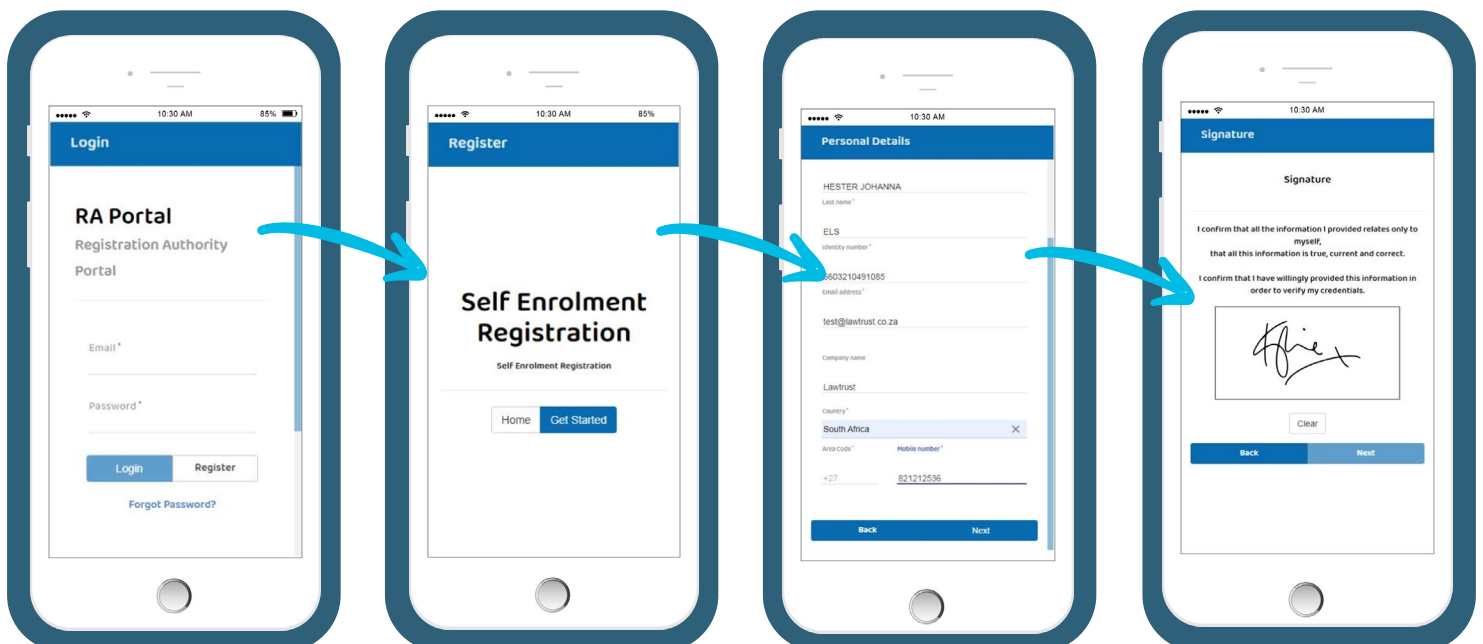 10:30 AM 85%
Login
RA Portal
Registration Authority
Portal
Email*
Password*
Login Register
Forgot Password?
10:30 AM 85%
Register
Self Enrolment
Registration
Self Enrolment Registration
Home Get Started
10:30 AM
Personal Details
HESTER JOHANNA
Last name*
ELS
Identity number*
6603210491085
Email address*
test@lawtrust.co.za
Company name
Lawtrust
Country*
South Africa
Area Code* Mobile number*
+27 821212536
Back Next
10:30 AM
Signature
Signature
I confirm that all the information I provided relates only to
myself,
that all this information is true, current and correct.
I confirm that I have willingly provided this information in
order to verify my credentials.
Clear
Back Next